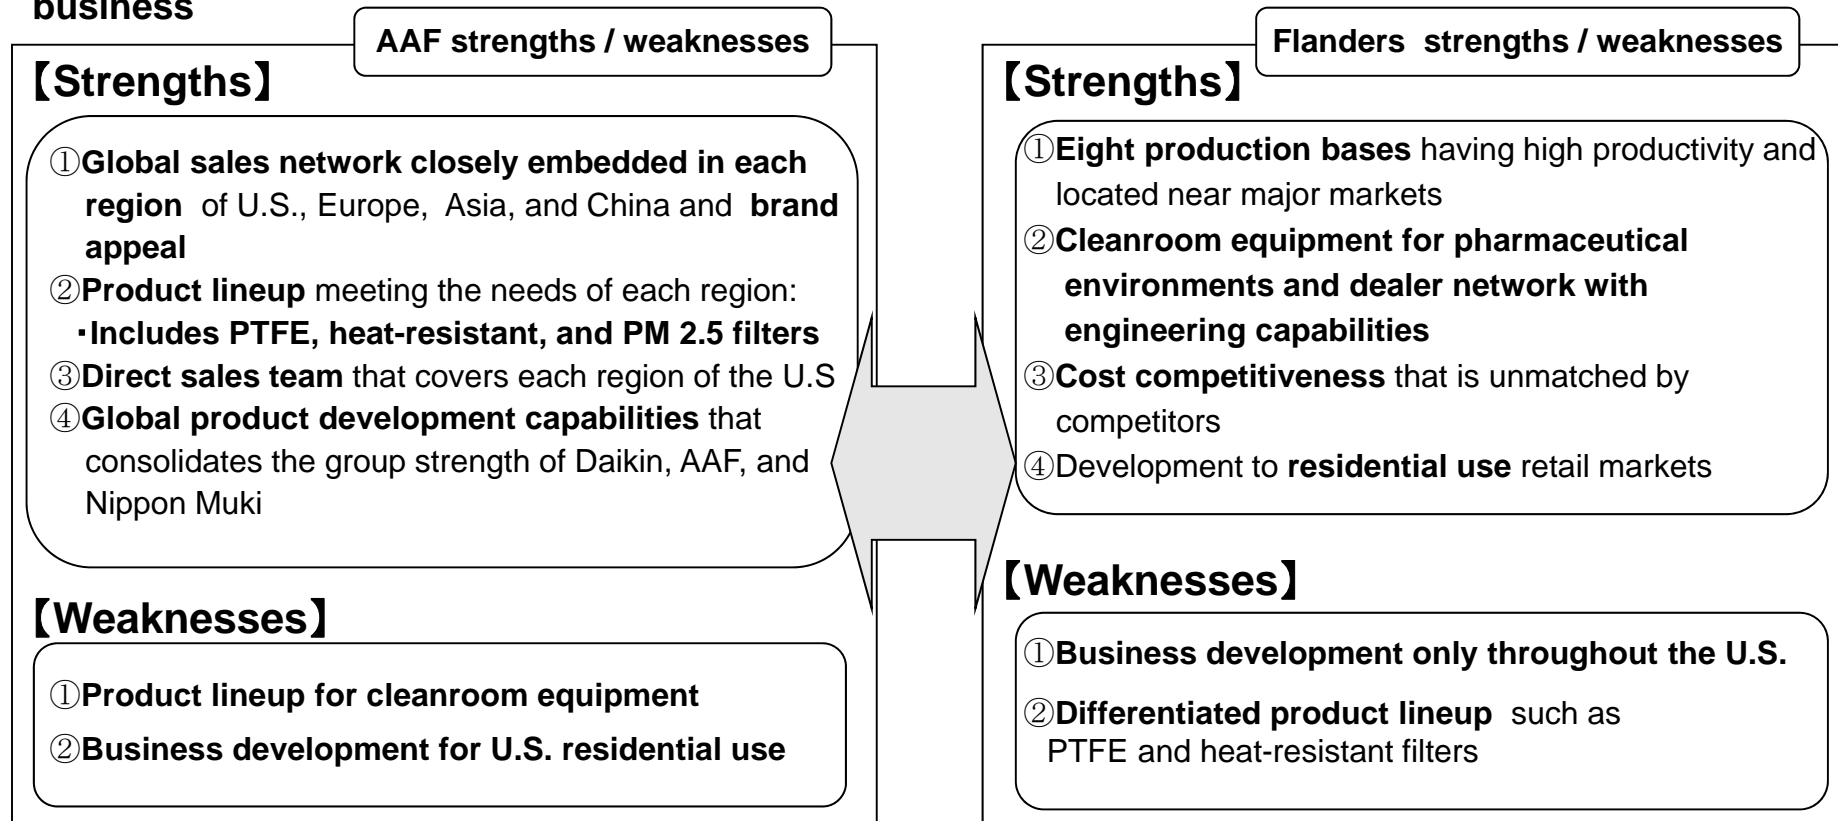 business
AAF strengths / weaknesses
【Strengths】
①Global sales network closely embedded in each
region of U.S., Europe, Asia, and China and brand
appeal
②Product lineup meeting the needs of each region:
・Includes PTFE, heat-resistant, and PM 2.5 filters
③Direct sales team that covers each region of the U.S
④Global product development capabilities that
consolidates the group strength of Daikin, AAF, and
Nippon Muki
【Weaknesses】
①Product lineup for cleanroom equipment
②Business development for U.S. residential use
Flanders strengths / weaknesses
【Strengths】
①Eight production bases having high productivity and
located near major markets
②Cleanroom equipment for pharmaceutical
environments and dealer network with
engineering capabilities
③Cost competitiveness that is unmatched by
competitors
④Development to residential use retail markets
【Weaknesses】
①Business development only throughout the U.S.
②Differentiated product lineup such as
PTFE and heat-resistant filters